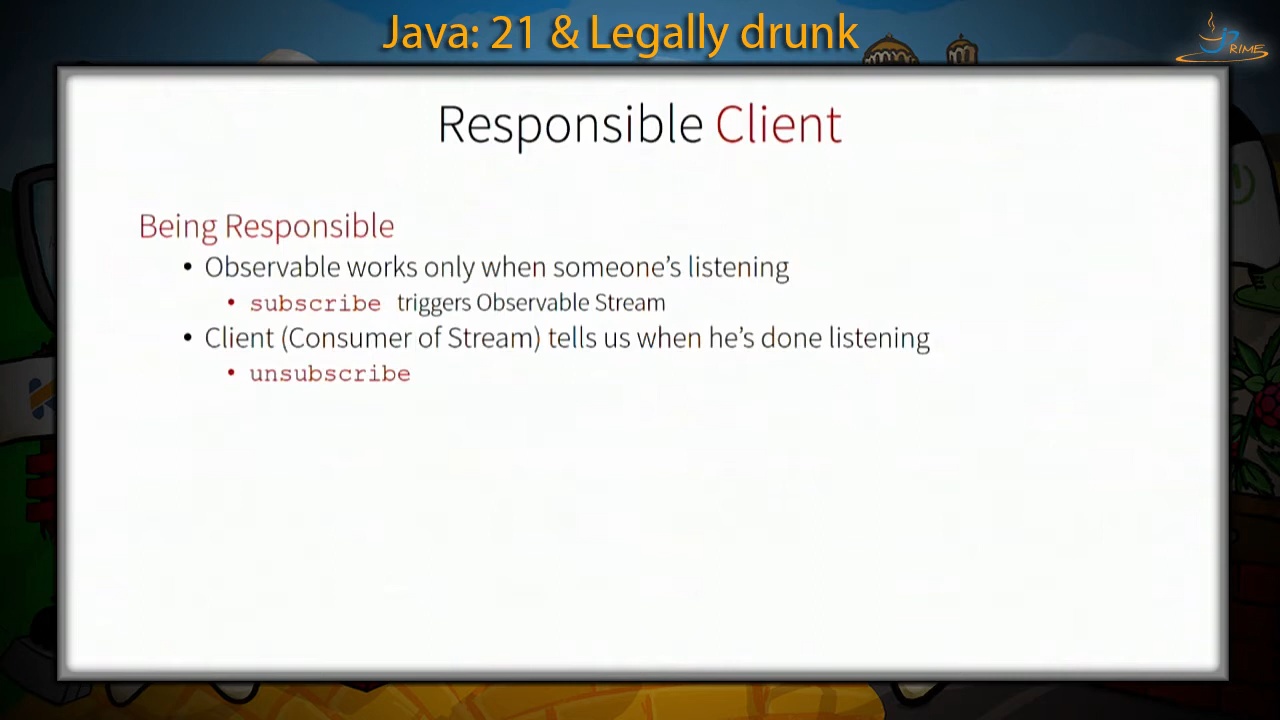 Java: 21 & Legally drunk
JPRIME
Responsible Client
Being Responsible
• Observable works only when someone's listening
• subscribe triggers Observable Stream
• Client (Consumer of Stream) tells us when he's done listening
• unsubscribe